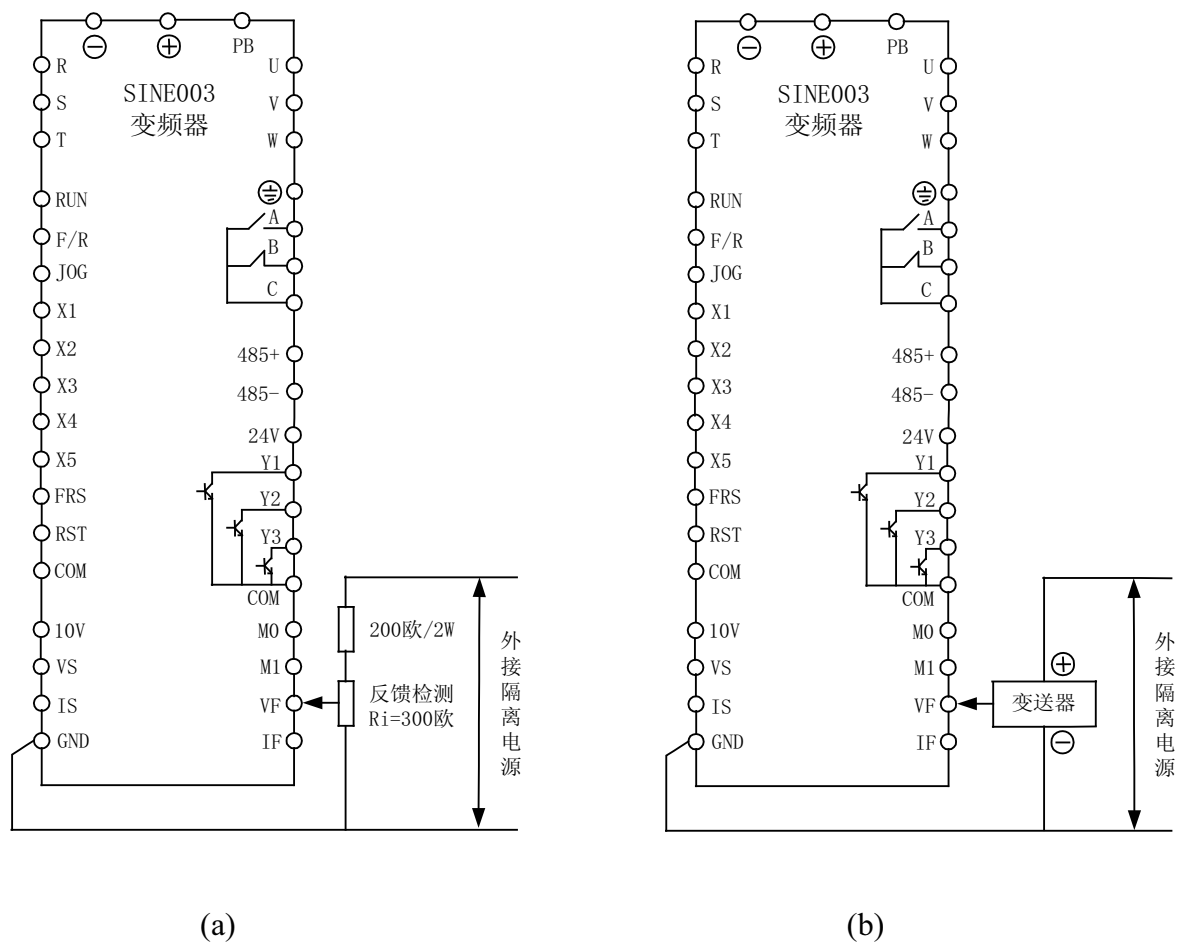 PB
R
U
SINE003
S
V
变频器
T
W
RUN
A
F/R
B
JOG
C
X1
X2
485+
X3
485-
X4
24V
X5
Y1
FRS
Y2
RST
Y3
COM
COM
10V
M0
200欧/2W
VS
M1
IS
VF
反馈检测
Ri=300欧
GND
IF
外接隔离电源
(a)
PB
R
U
SINE003
S
V
变频器
T
W
RUN
A
F/R
B
JOG
C
X1
X2
485+
X3
485-
X4
24V
X5
Y1
FRS
Y2
RST
Y3
COM
COM
10V
M0
VS
M1
IS
VF
变送器
GND
IF
外接隔离电源
(b)